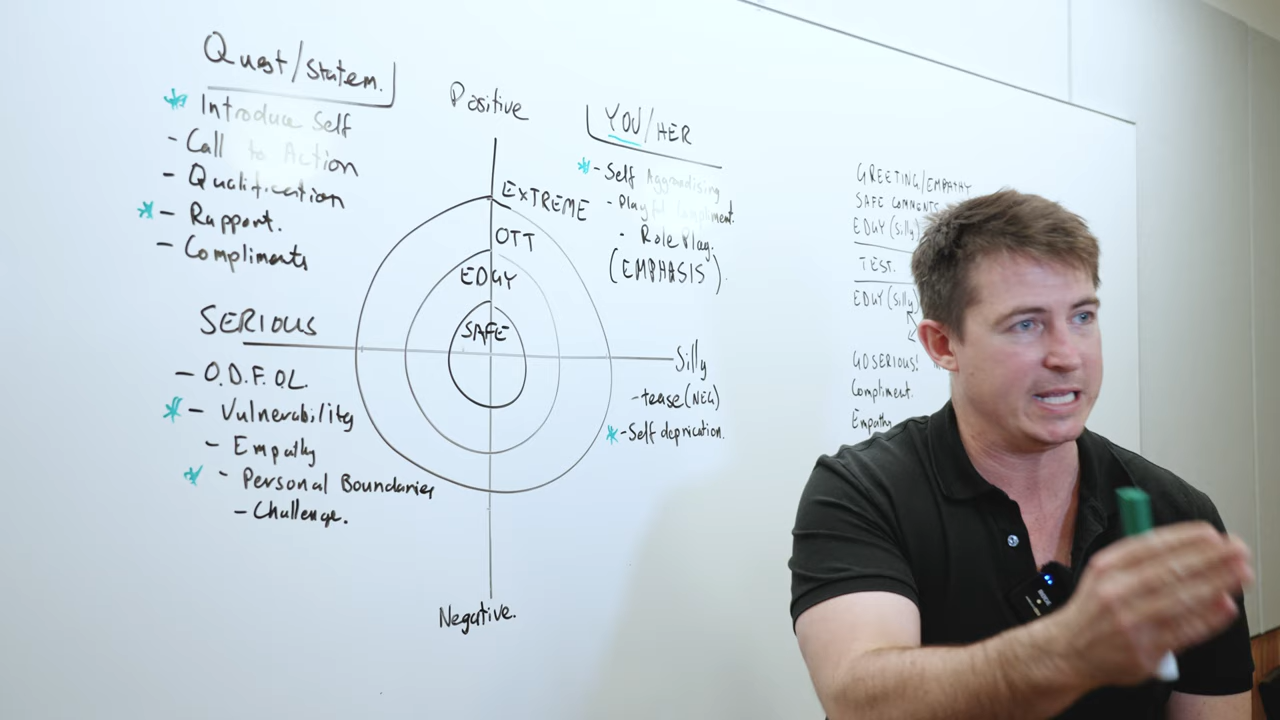 Quest/Statem.
* Introduce Self
- Call to Action
- Qualification
* - Rapport.
- Compliments
Positive
EXTREME
OTT
EDGY
SAFE
YOU/HER
* - Self Aggrodising
- Playful Compliment.
- Role Play.
(EMPHASIS).
SERIOUS
Silly
- O.D.F.OL.
* - Vulnerability
- Empathy
* - Personal Boundaries
- Challenge.
- tease (NEG)
* - Self deprication.
Negative.
GREETING/EMPATHY
SAFE COMMENTS
EDGY (Silly)
TEST.
EDGY (Silly)
GO SERIOUS!
Compliment.
Empathy